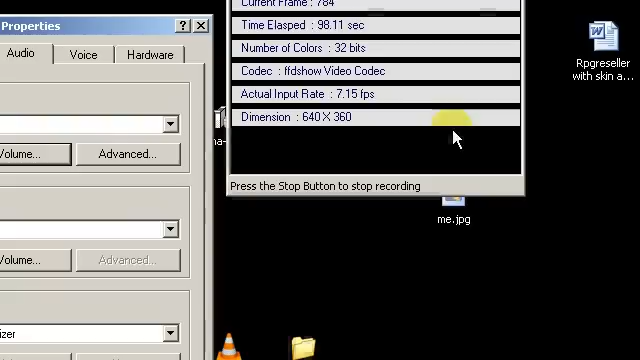 Properties
Audio
Voice
Hardware
Volume...
Advanced...
Volume...
Advanced...
izer
Current Frame : 784
Time Elasped : 98.11 sec
Number of Colors : 32 bits
Codec : ffdshow Video Codec
Actual Input Rate : 7.15 fps
Dimension : 640 X 360
Press the Stop Button to stop recording
na-
me.jpg
Rpgreseller
with skin a...